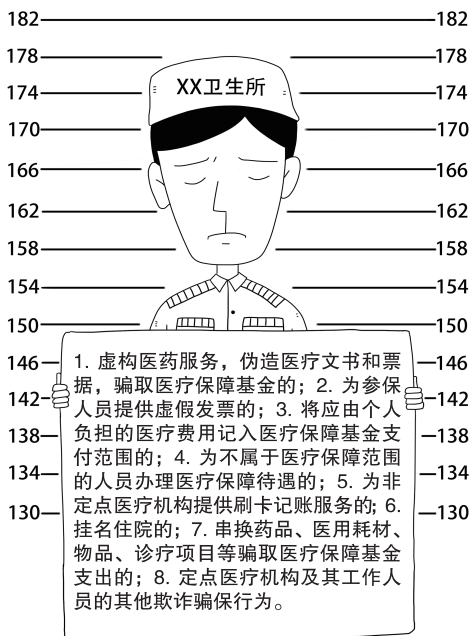 182 182
178 178
XX卫生所
174 174
170 170
166 166
162 162
158 158
154 154
150 150
146 146
142 142
138 138
134 134
130 130
1. 虚构医药服务，伪造医疗文书和票
据，骗取医疗保障基金的；2. 为参保
人员提供虚假发票的；3. 将应由个人
负担的医疗费用记入医疗保障基金支
付范围的；4. 为不属于医疗保障范围
的人员办理医疗保障待遇的；5. 为非
定点医疗机构提供刷卡记账服务的；6.
挂名住院的；7. 串换药品、医用耗材、
物品、诊疗项目等骗取医疗保障基金
支出的；8. 定点医疗机构及其工作人
员的其他欺诈骗保行为。